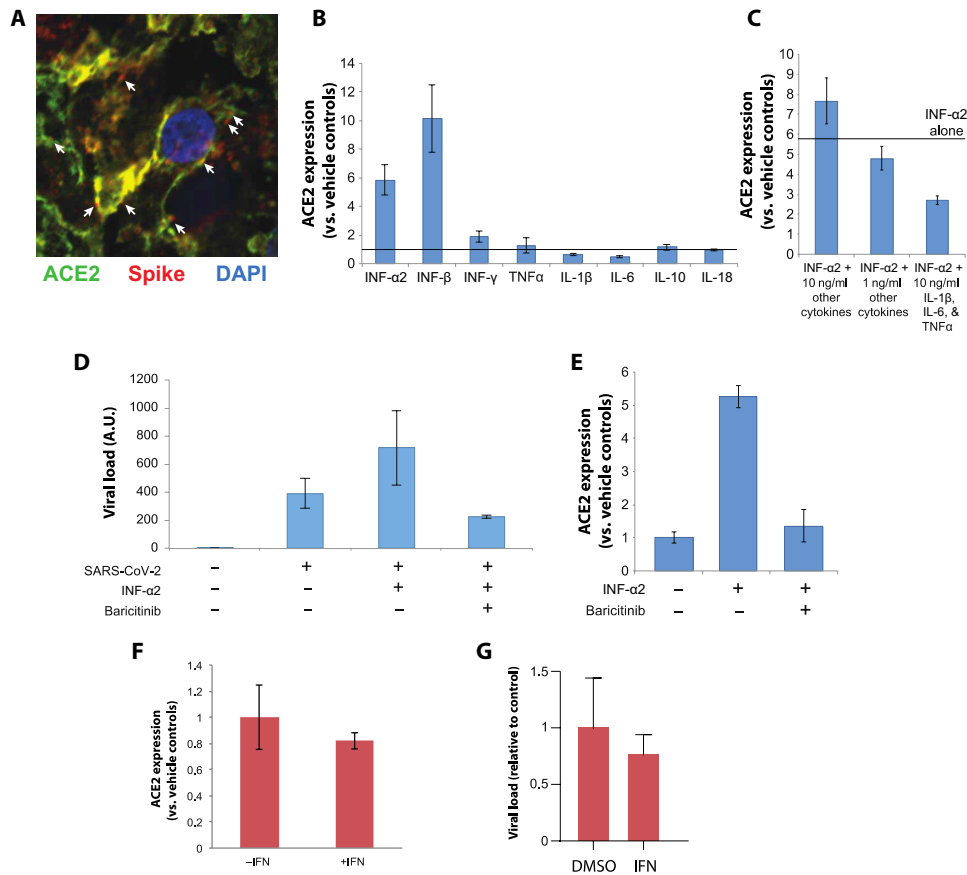 A
ACE2 Spike DAPI
B
ACE2 expression
(vs. vehicle controls)
14
12
10
8
6
4
2
0
INF-α2 INF-β INF-γ TNFα IL-1β IL-6 IL-10 IL-18
C
ACE2 expression
(vs. vehicle controls)
10
9
8
7
6
5
4
3
2
1
0
INF-α2
alone
INF-α2 +
10 ng/ml
other
cytokines
INF-α2 +
1 ng/ml
other
cytokines
INF-α2 +
10 ng/ml
IL-1β,
IL-6, &
TNFα
D
Viral load (A.U.)
1200
1000
800
600
400
200
0
SARS-CoV-2 – + + +
INF-α2 – – + +
Baricitinib – – – +
E
ACE2 expression
(vs. vehicle controls)
6
5
4
3
2
1
0
INF-α2 – + +
Baricitinib – – +
F
ACE2 expression
(vs. vehicle controls)
1.4
1.2
1
0.8
0.6
0.4
0.2
0
–IFN +IFN
G
Viral load (relative to control)
1.5
1
0.5
0
DMSO IFN